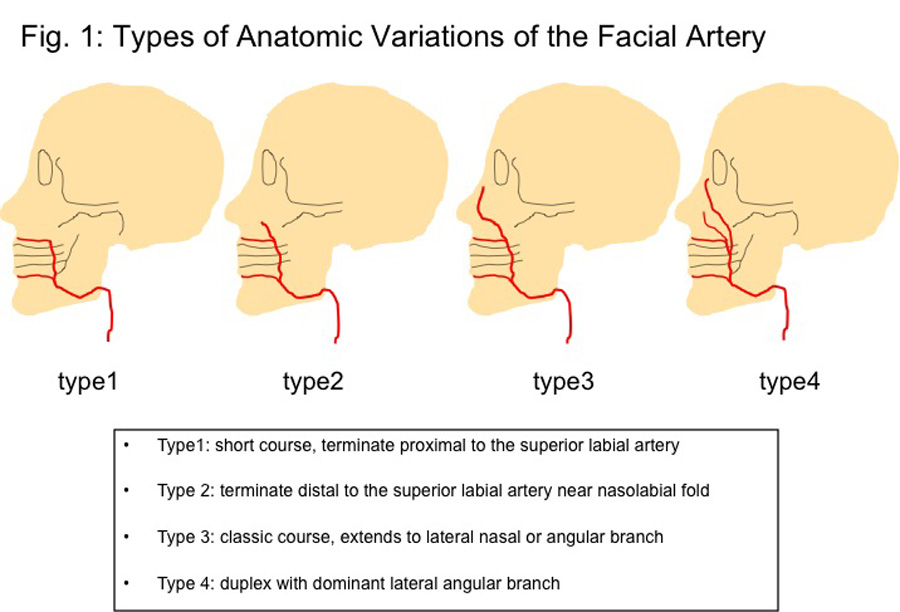 Fig. 1: Types of Anatomic Variations of the Facial Artery
type1
type2
type3
type4
• Type1: short course, terminate proximal to the superior labial artery
• Type 2: terminate distal to the superior labial artery near nasolabial fold
• Type 3: classic course, extends to lateral nasal or angular branch
• Type 4: duplex with dominant lateral angular branch